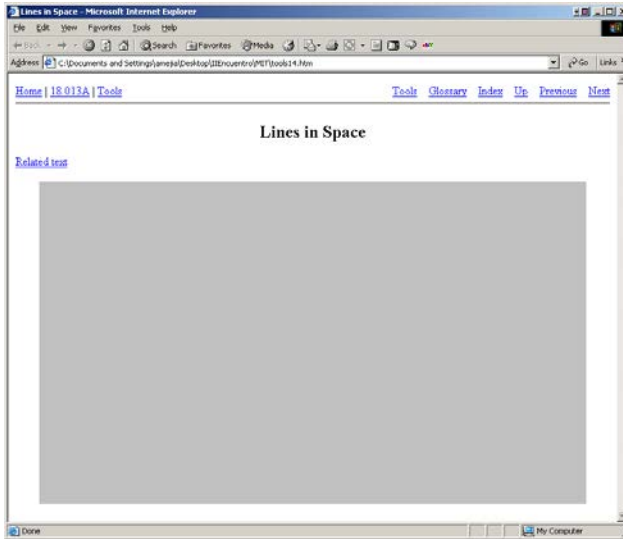 Lines in Space - Microsoft Internet Explorer
File Edit View Favorites Tools Help
Back Search Favorites Media
Address C:\Documents and Settings\amejia\Desktop\IIEncuentro\MIT\tools14.htm Go Links
Home | 18.013A | Tools Tools Glossary Index Up Previous Next
Lines in Space
Related text
Done My Computer